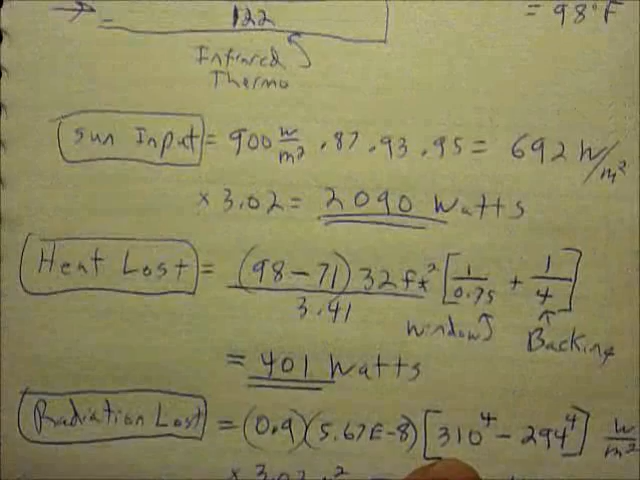 = 98°F
122
Infrared
Thermo
Sun Input = 900 W/m² . 87 . 93 . 95 = 692 W/m²
× 3.02 = 2090 Watts
Heat Lost = (98 - 71) 32 ft² / 3.41 [1/0.75 + 1/4]
window Backing
= 401 Watts
Radiation Lost = (0.9)(5.67E-8)[310⁴ - 294⁴] W/m²
× 3.02